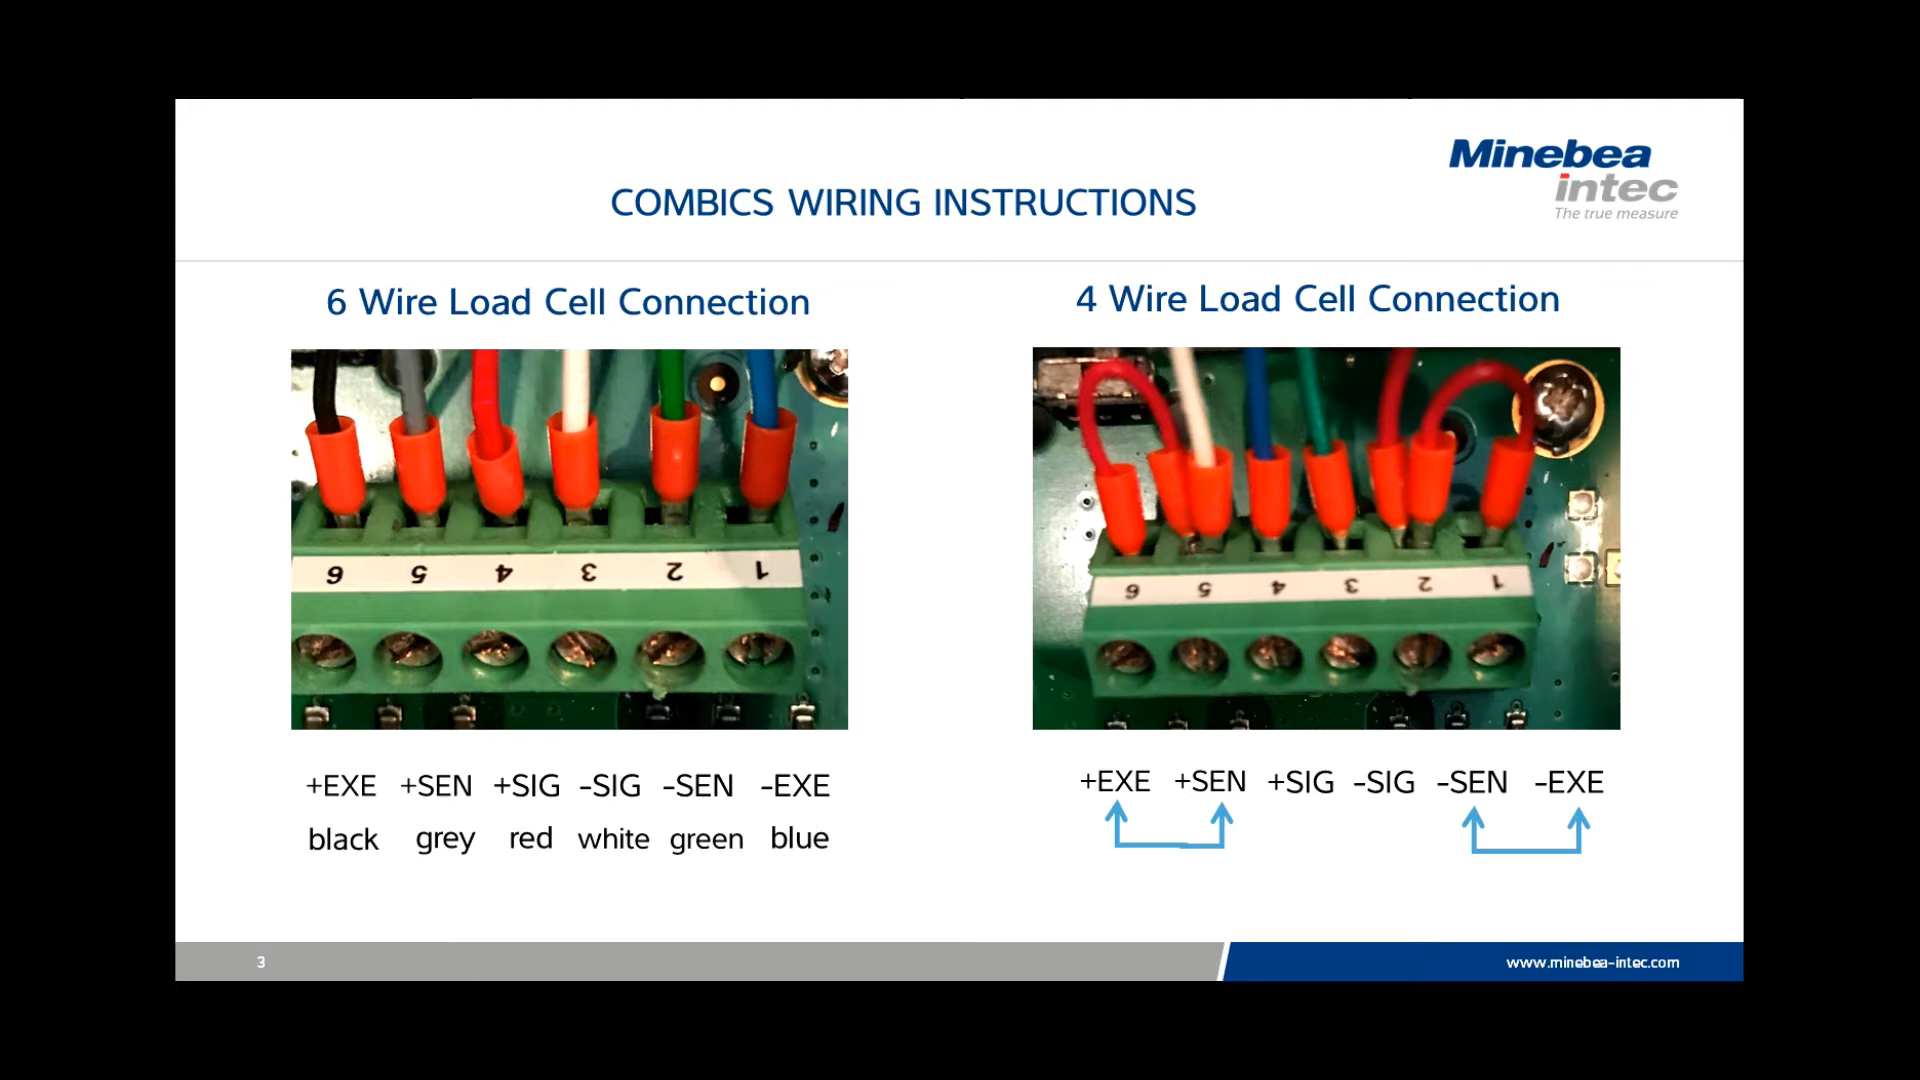 Minebea
intec
The true measure
COMBICS WIRING INSTRUCTIONS
6 Wire Load Cell Connection
6 5 4 3 2 1
+EXE +SEN +SIG -SIG -SEN -EXE
black grey red white green blue
4 Wire Load Cell Connection
6 5 4 3 2 1
+EXE +SEN +SIG -SIG -SEN -EXE
3
www.minebea-intec.com